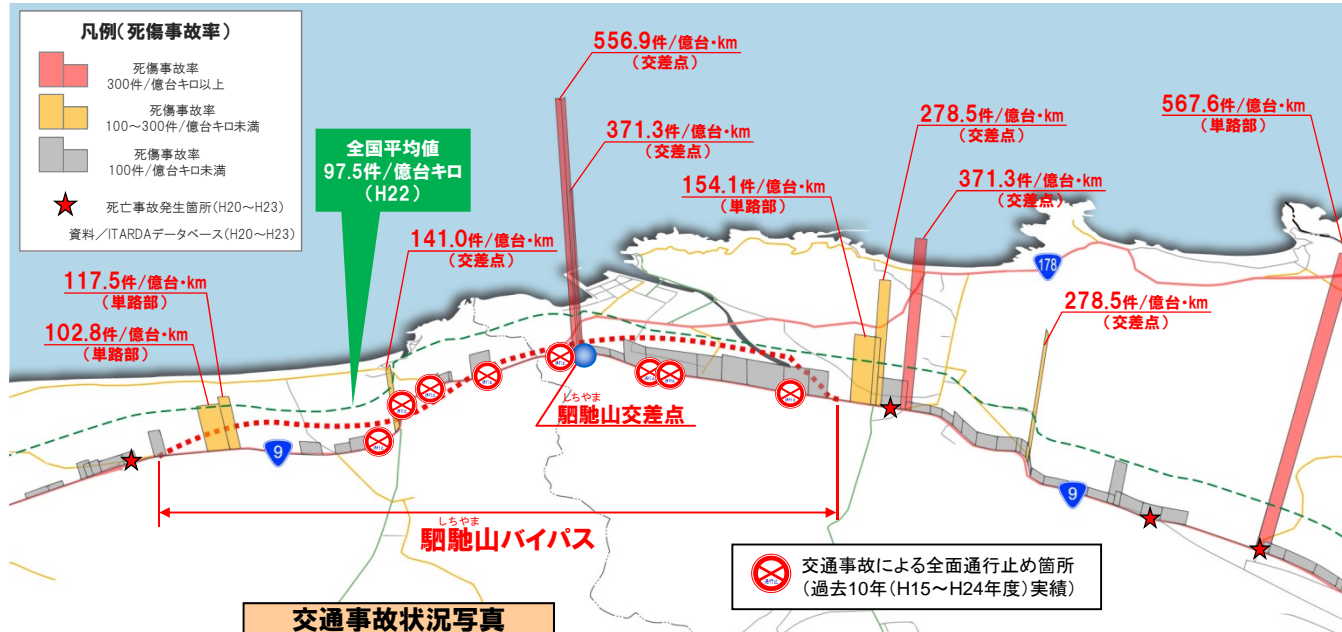 凡例(死傷事故率)
死傷事故率
300件/億台キロ以上
死傷事故率
100～300件/億台キロ未満
死傷事故率
100件/億台キロ未満
死亡事故発生箇所(H20～H23)
資料／ITARDAデータベース(H20～H23)
全国平均値
97.5件/億台キロ
(H22)
556.9件/億台・km
(交差点)
371.3件/億台・km
(交差点)
278.5件/億台・km
(交差点)
567.6件/億台・km
(単路部)
154.1件/億台・km
(単路部)
371.3件/億台・km
(交差点)
141.0件/億台・km
(交差点)
117.5件/億台・km
(単路部)
102.8件/億台・km
(単路部)
278.5件/億台・km
(交差点)
178
しちやま
駟馳山交差点
9
9
しちやま
駟馳山バイパス
交通事故による全面通行止め箇所
(過去10年(H15～H24年度)実績)
交通事故状況写真